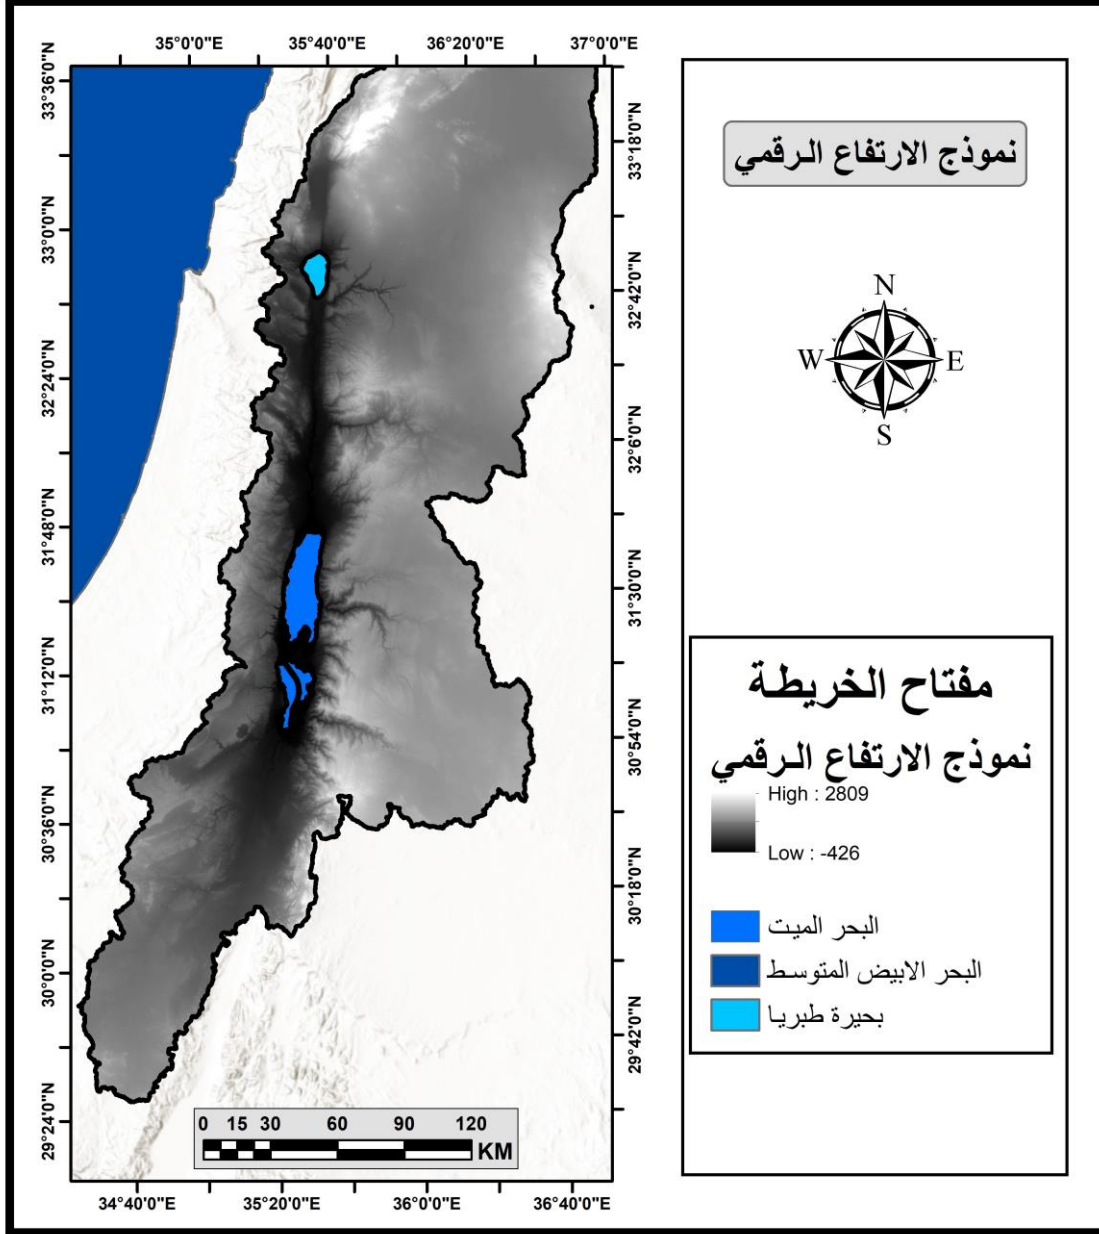 35°0'0"E 35°40'0"E 36°20'0"E 37°0'0"E
33°36'0"N
33°0'0"N
32°24'0"N
31°48'0"N
31°12'0"N
30°36'0"N
30°0'0"N
29°24'0"N
33°18'0"N
32°42'0"N
32°6'0"N
31°30'0"N
30°54'0"N
30°18'0"N
29°42'0"N
0 15 30 60 90 120
KM
34°40'0"E 35°20'0"E 36°0'0"E 36°40'0"E
نموذج الارتفاع الرقمي
N
W E
S
مفتاح الخريطة
نموذج الارتفاع الرقمي
High : 2809
Low : -426
البحر الميت
البحر الابيض المتوسط
بحيرة طبريا